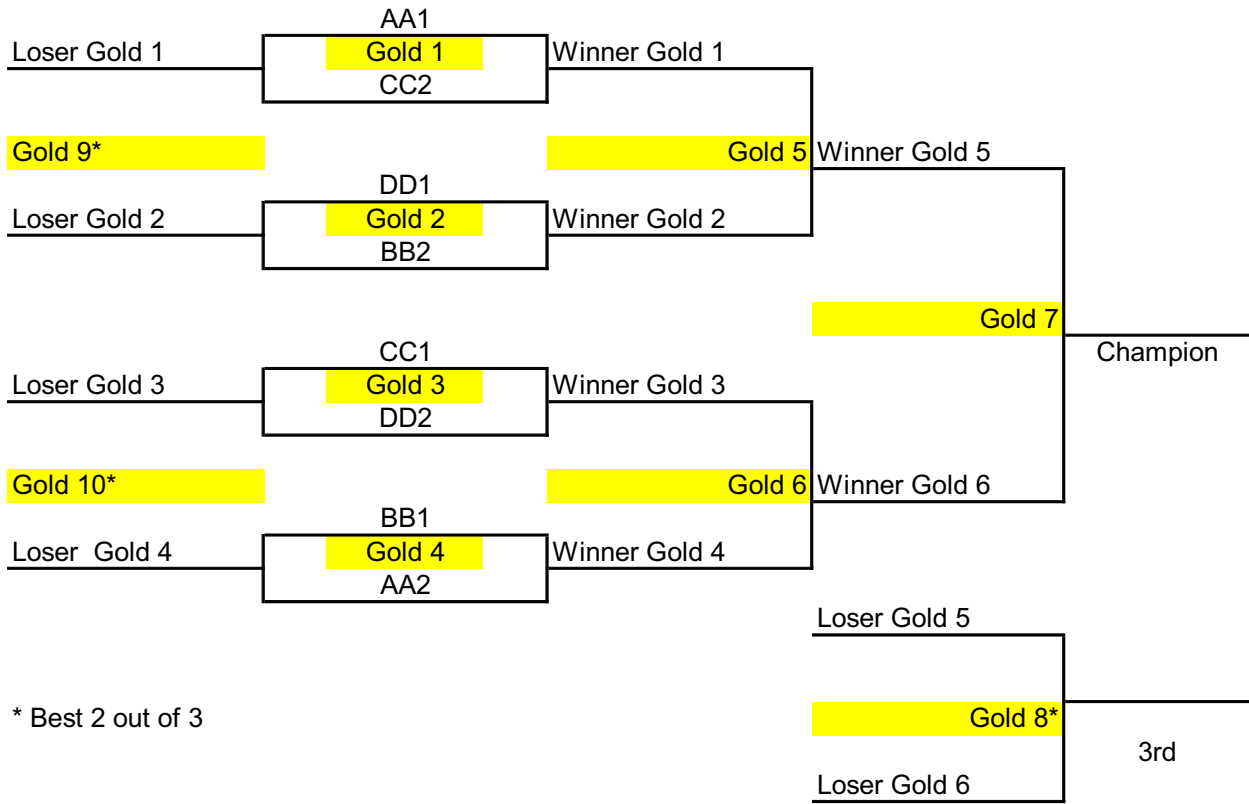 AA1
Loser Gold 1 Gold 1 Winner Gold 1
CC2
Gold 9* Gold 5 Winner Gold 5
DD1
Loser Gold 2 Gold 2 Winner Gold 2
BB2
Gold 7
CC1 Champion
Loser Gold 3 Gold 3 Winner Gold 3
DD2
Gold 10* Gold 6 Winner Gold 6
BB1
Loser  Gold 4 Gold 4 Winner Gold 4
AA2
Loser Gold 5
* Best 2 out of 3 Gold 8*
3rd
Loser Gold 6